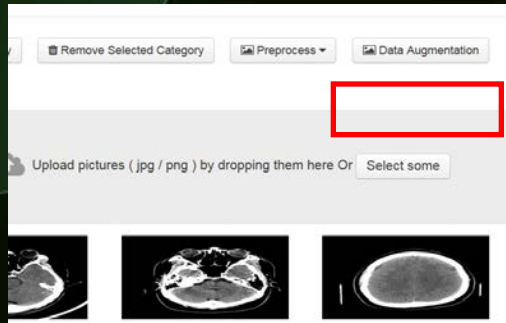 y Remove Selected Category Preprocess Data Augmentation
Upload pictures ( jpg / png ) by dropping them here Or Select some